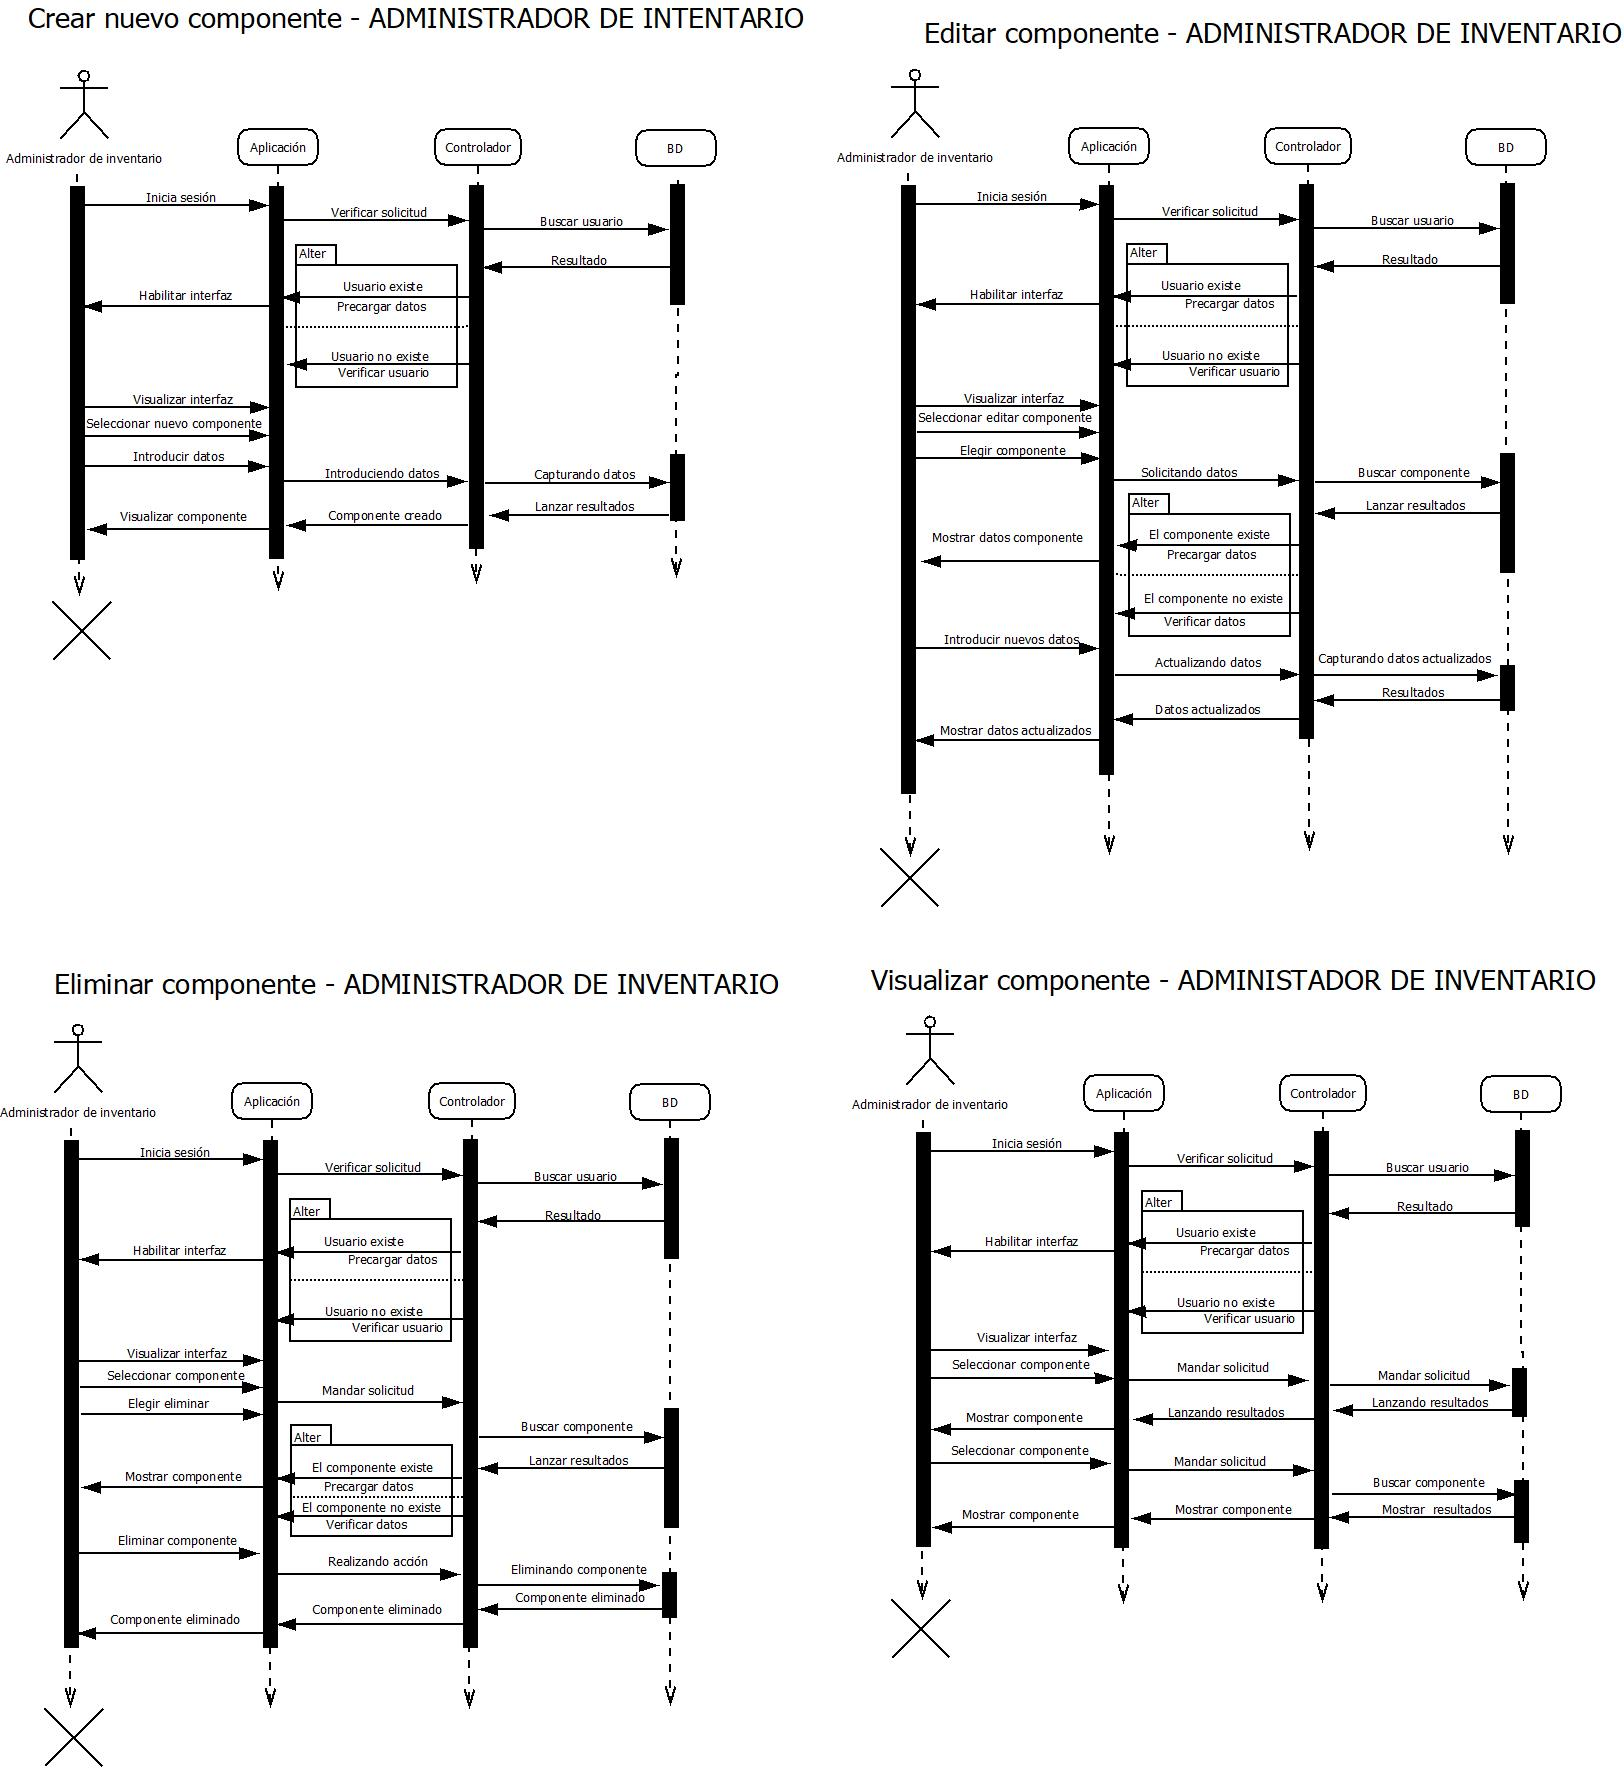 Crear nuevo componente - ADMINISTRADOR DE INTENTARIO
Administrador de inventario
Aplicación
Controlador
BD
Inicia sesión
Verificar solicitud
Buscar usuario
Alter
Resultado
Usuario existe
Habilitar interfaz
Precargar datos
Usuario no existe
Verificar usuario
Visualizar interfaz
Seleccionar nuevo componente
Introducir datos
Introduciendo datos
Capturando datos
Lanzar resultados
Visualizar componente
Componente creado
Editar componente - ADMINISTRADOR DE INVENTARIO
Administrador de inventario
Aplicación
Controlador
BD
Inicia sesión
Verificar solicitud
Buscar usuario
Alter
Resultado
Usuario existe
Habilitar interfaz
Precargar datos
Usuario no existe
Verificar usuario
Visualizar interfaz
Seleccionar editar componente
Elegir componente
Solicitando datos
Buscar componente
Alter
Lanzar resultados
El componente existe
Mostrar datos componente
Precargar datos
El componente no existe
Verificar datos
Introducir nuevos datos
Actualizando datos
Capturando datos actualizados
Resultados
Datos actualizados
Mostrar datos actualizados
Eliminar componente - ADMINISTRADOR DE INVENTARIO
Administrador de inventario
Aplicación
Controlador
BD
Inicia sesión
Verificar solicitud
Buscar usuario
Alter
Resultado
Usuario existe
Habilitar interfaz
Precargar datos
Usuario no existe
Verificar usuario
Visualizar interfaz
Seleccionar componente
Mandar solicitud
Elegir eliminar
Buscar componente
Alter
Lanzar resultados
El componente existe
Mostrar componente
Precargar datos
El componente no existe
Verificar datos
Eliminar componente
Realizando acción
Eliminando componente
Componente eliminado
Componente eliminado
Componente eliminado
Visualizar componente - ADMINISTADOR DE INVENTARIO
Administrador de inventario
Aplicación
Controlador
BD
Inicia sesión
Verificar solicitud
Buscar usuario
Alter
Resultado
Usuario existe
Habilitar interfaz
Precargar datos
Usuario no existe
Verificar usuario
Visualizar interfaz
Seleccionar componente
Mandar solicitud
Mandar solicitud
Lanzando resultados
Lanzando resultados
Mostrar componente
Seleccionar componente
Mandar solicitud
Buscar componente
Mostrar resultados
Mostrar componente
Mostrar componente